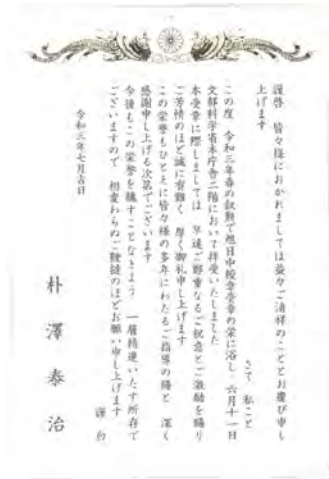 謹啓 皆々様におかれましては益々ご清祥のこととお慶び申し
上げます
さて 私こと
この度 令和三年春の叙勲で旭日中綬章受章の栄に浴し 六月十一日
文部科学省本庁舎二階において拝受いたしました
本受章に際しましては 早速ご鄭重なるご祝意とご激励を賜り
ご芳情のほど誠に有難く 厚く御礼申し上げます
この栄誉もひとえに皆々様の多年にわたるご指導の賜と 深く
感謝申し上げる次第でございます
今後もこの栄誉を穢すことなきよう 一層精進いたす所存で
ございますので 相変わらぬご鞭撻のほどお願い申し上げます
謹白
令和三年七月吉日
朴澤泰治